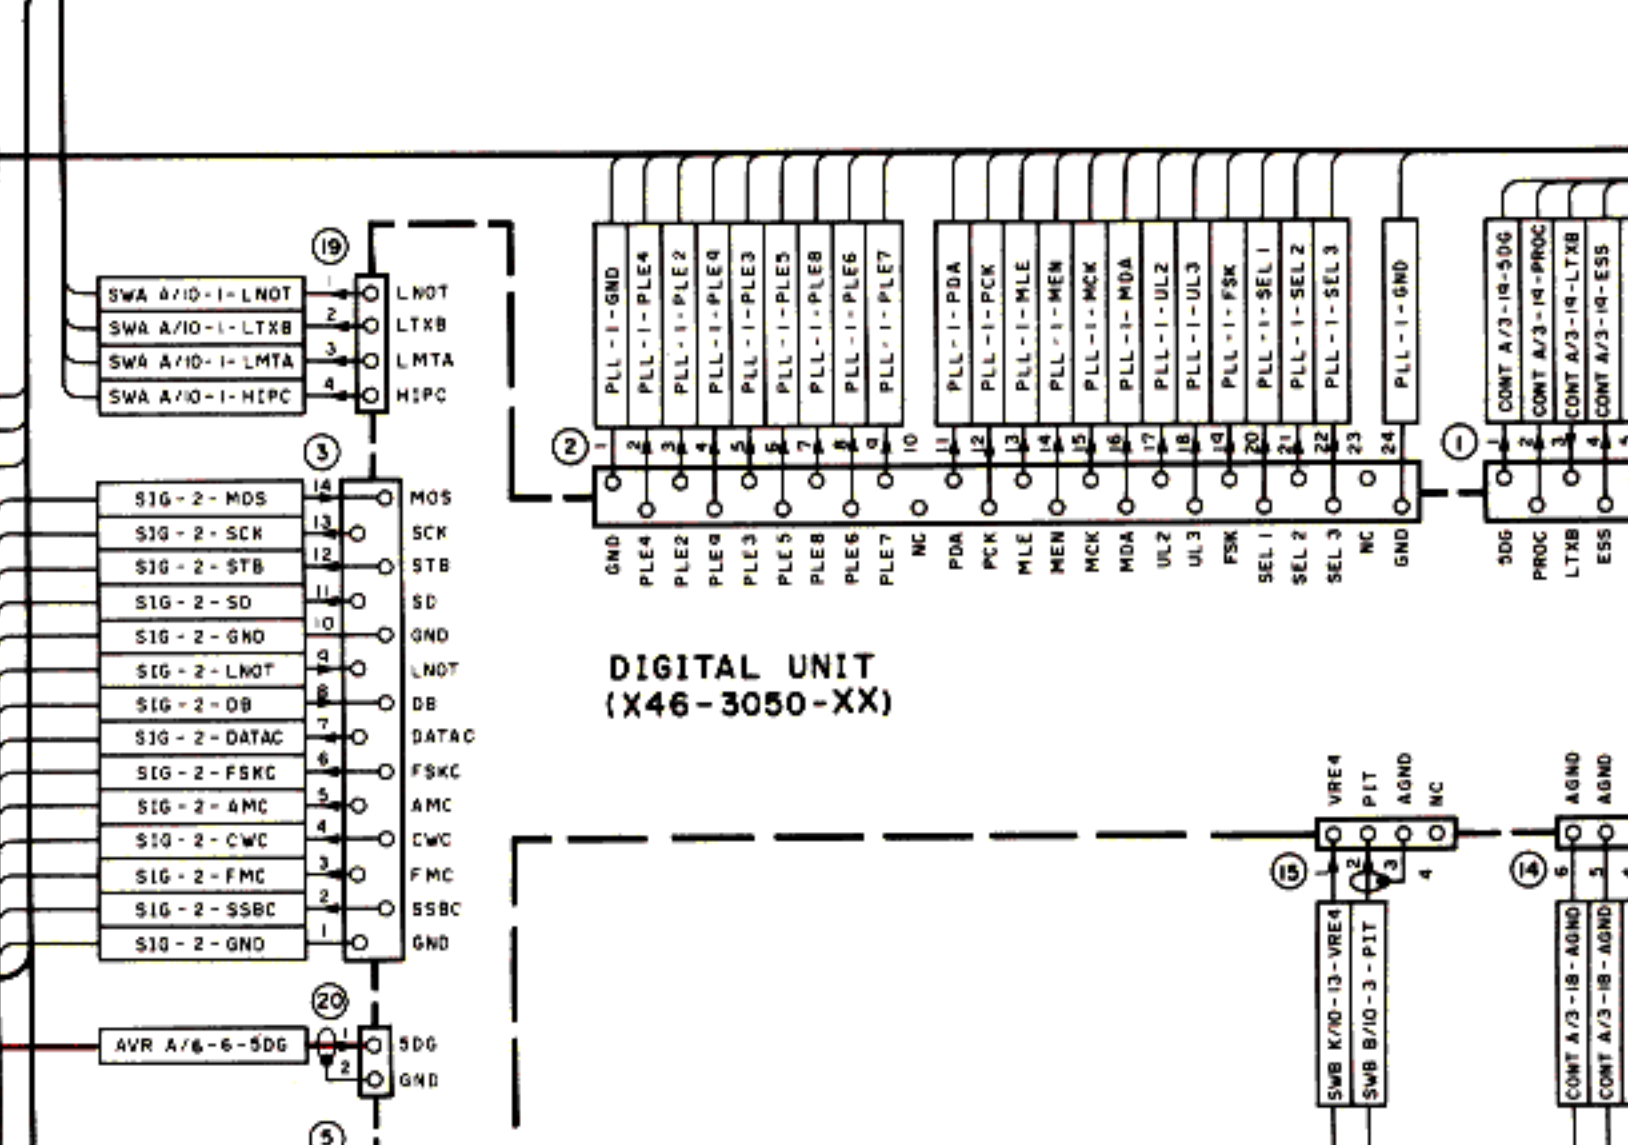 19
1
SWA A/10-1-LNOT
LNOT
2
SWA A/10-1-LTXB
LTXB
3
SWA A/10-1-LMTA
LMTA
4
SWA A/10-1-HIPC
HIPC
3
14
SIG-2-MOS
MOS
13
SIG-2-SCK
SCK
12
SIG-2-STB
STB
11
SIG-2-SD
SD
10
SIG-2-GND
GND
9
SIG-2-LNOT
LNOT
8
SIG-2-DB
DB
7
SIG-2-DATAC
DATAC
6
SIG-2-FSKC
FSKC
5
SIG-2-AMC
AMC
4
SIG-2-CWC
CWC
3
SIG-2-FMC
FMC
2
SIG-2-SSBC
SSBC
1
SIG-2-GND
GND
20
1
AVR A/6-6-5DG
5DG
2
GND
5
PLL-1-GND
PLL-1-PLE4
PLL-1-PLE2
PLL-1-PLE9
PLL-1-PLE3
PLL-1-PLE5
PLL-1-PLE8
PLL-1-PLE6
PLL-1-PLE7
PLL-1-PDA
PLL-1-PCK
PLL-1-MLE
PLL-1-MEN
PLL-1-MCK
PLL-1-MDA
PLL-1-UL2
PLL-1-UL3
PLL-1-FSK
PLL-1-SEL1
PLL-1-SEL2
PLL-1-SEL3
PLL-1-GND
2
1 2 3 4 5 6 7 8 9 10 11 12 13 14 15 16 17 18 19 20 21 22 23 24
GND PLE4 PLE2 PLE9 PLE3 PLE5 PLE8 PLE6 PLE7 NC PDA PCK MLE MEN MCK MDA UL2 UL3 FSK SEL1 SEL2 SEL3 NC GND
CONT A/3-19-5DG
CONT A/3-19-PROC
CONT A/3-19-LTXB
CONT A/3-19-ESS
1
1 2 3 4
5DG PROC LTXB ESS
DIGITAL UNIT
(X46-3050-XX)
VRE4 PIT AGND NC
15
1 2 3 4
SWB K/10-13-VRE4
SWB B/10-3-PIT
AGND AGND
14
6 5
CONT A/3-18-AGND
CONT A/3-18-AGND